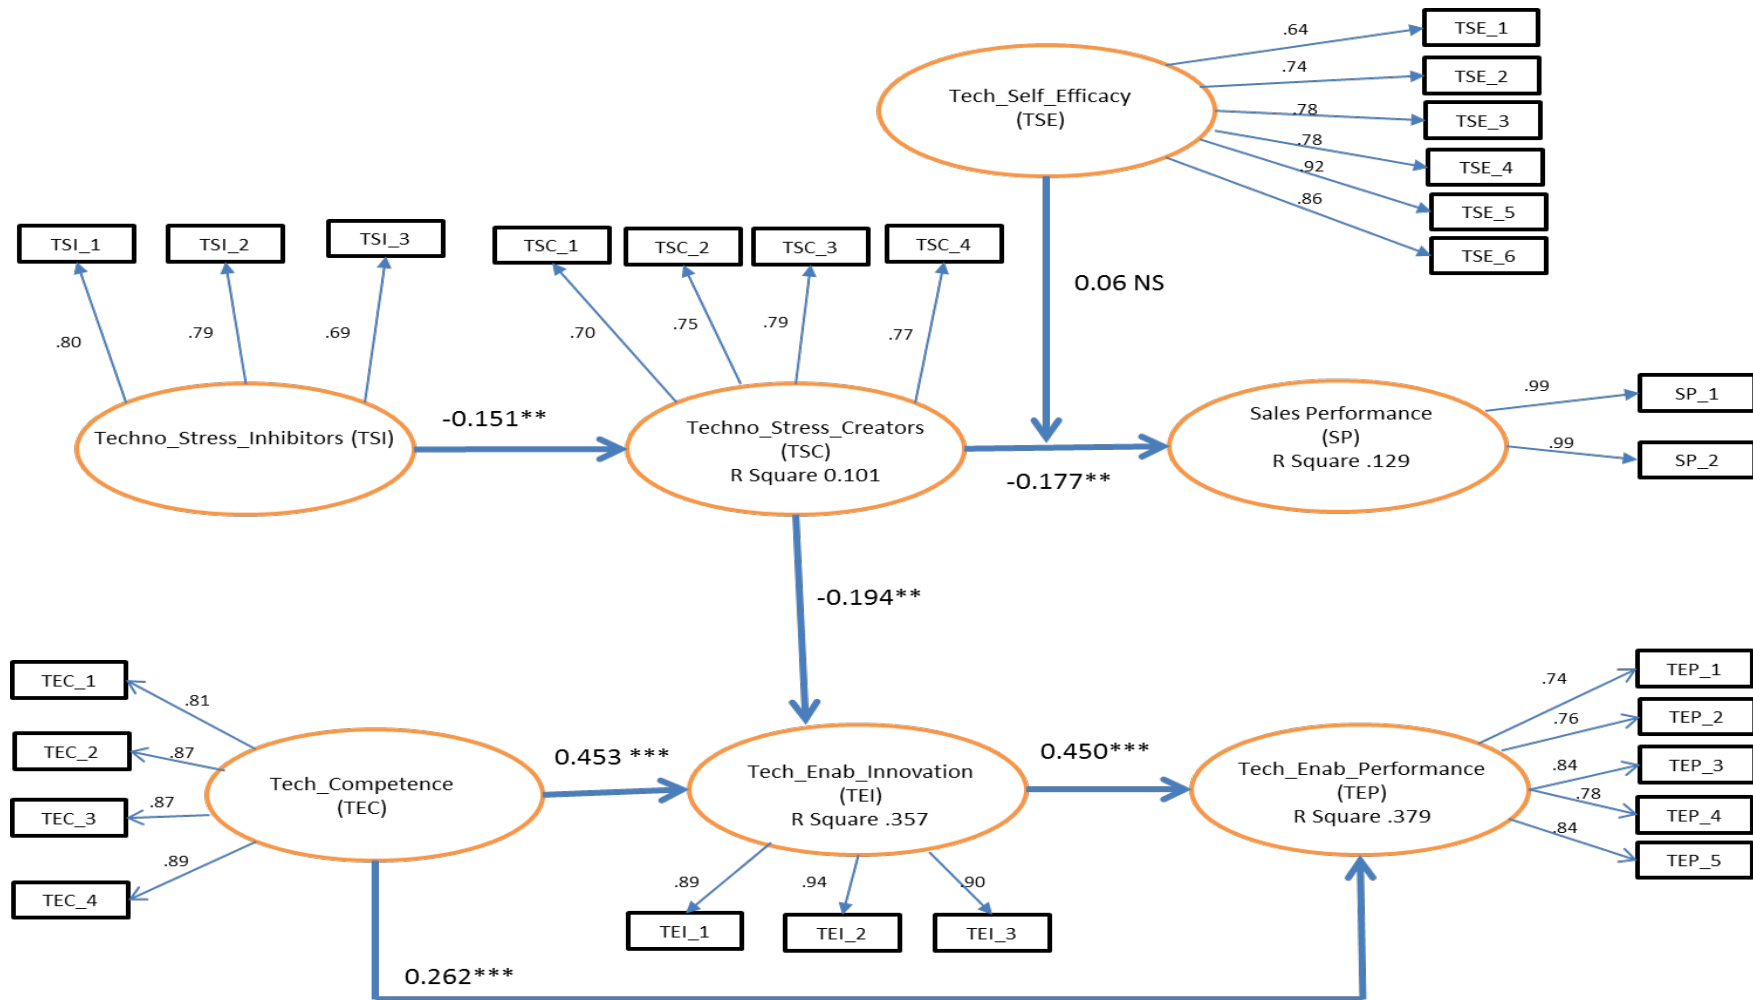 TSE_1
.64
TSE_2
.74
Tech_Self_Efficacy
(TSE)
.78
TSE_3
.78
TSE_4
.92
TSE_5
.86
TSE_6
TSI_1
TSI_2
TSI_3
TSC_1
TSC_2
TSC_3
TSC_4
0.06 NS
.80
.79
.69
.70
.75
.79
.77
Techno_Stress_Inhibitors (TSI)
-0.151**
Techno_Stress_Creators
(TSC)
R Square 0.101
-0.177**
Sales Performance
(SP)
R Square .129
.99
SP_1
.99
SP_2
-0.194**
TEC_1
.81
TEC_2
.87
TEC_3
.87
TEC_4
.89
Tech_Competence
(TEC)
0.453 ***
Tech_Enab_Innovation
(TEI)
R Square .357
0.450***
Tech_Enab_Performance
(TEP)
R Square .379
.74
TEP_1
.76
TEP_2
.84
TEP_3
.78
TEP_4
.84
TEP_5
.89
.94
.90
TEI_1
TEI_2
TEI_3
0.262***